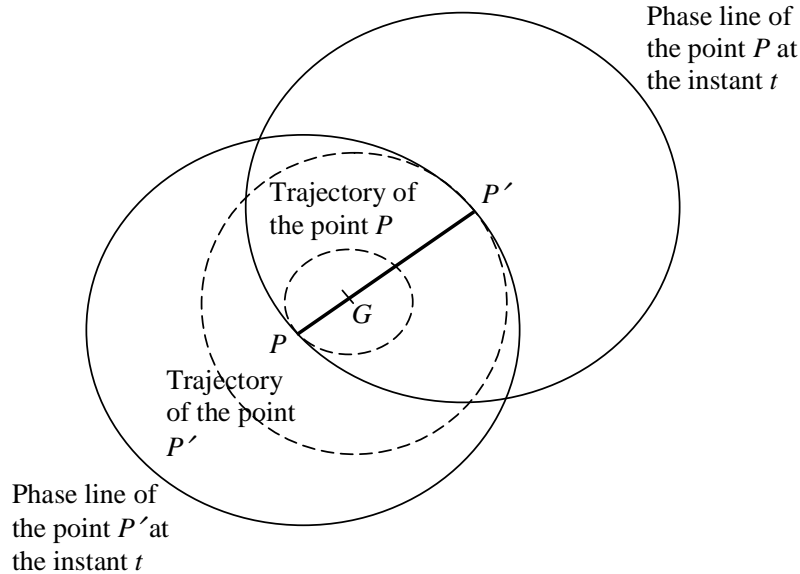 Phase line of
the point P at
the instant t
Trajectory of
the point P
P′
G
P
Trajectory
of the point
P′
Phase line of
the point P′ at
the instant t